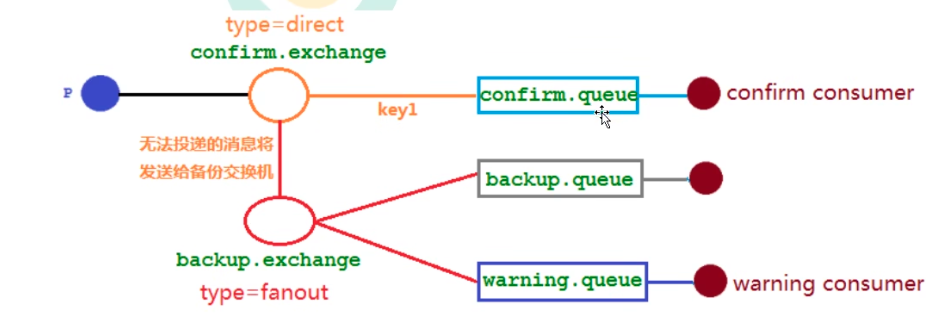 type=direct
confirm.exchange
P
confirm.queue
confirm consumer
key1
无法投递的消息将
发送给备份交换机
backup.queue
backup.exchange
type=fanout
warning.queue
warning consumer